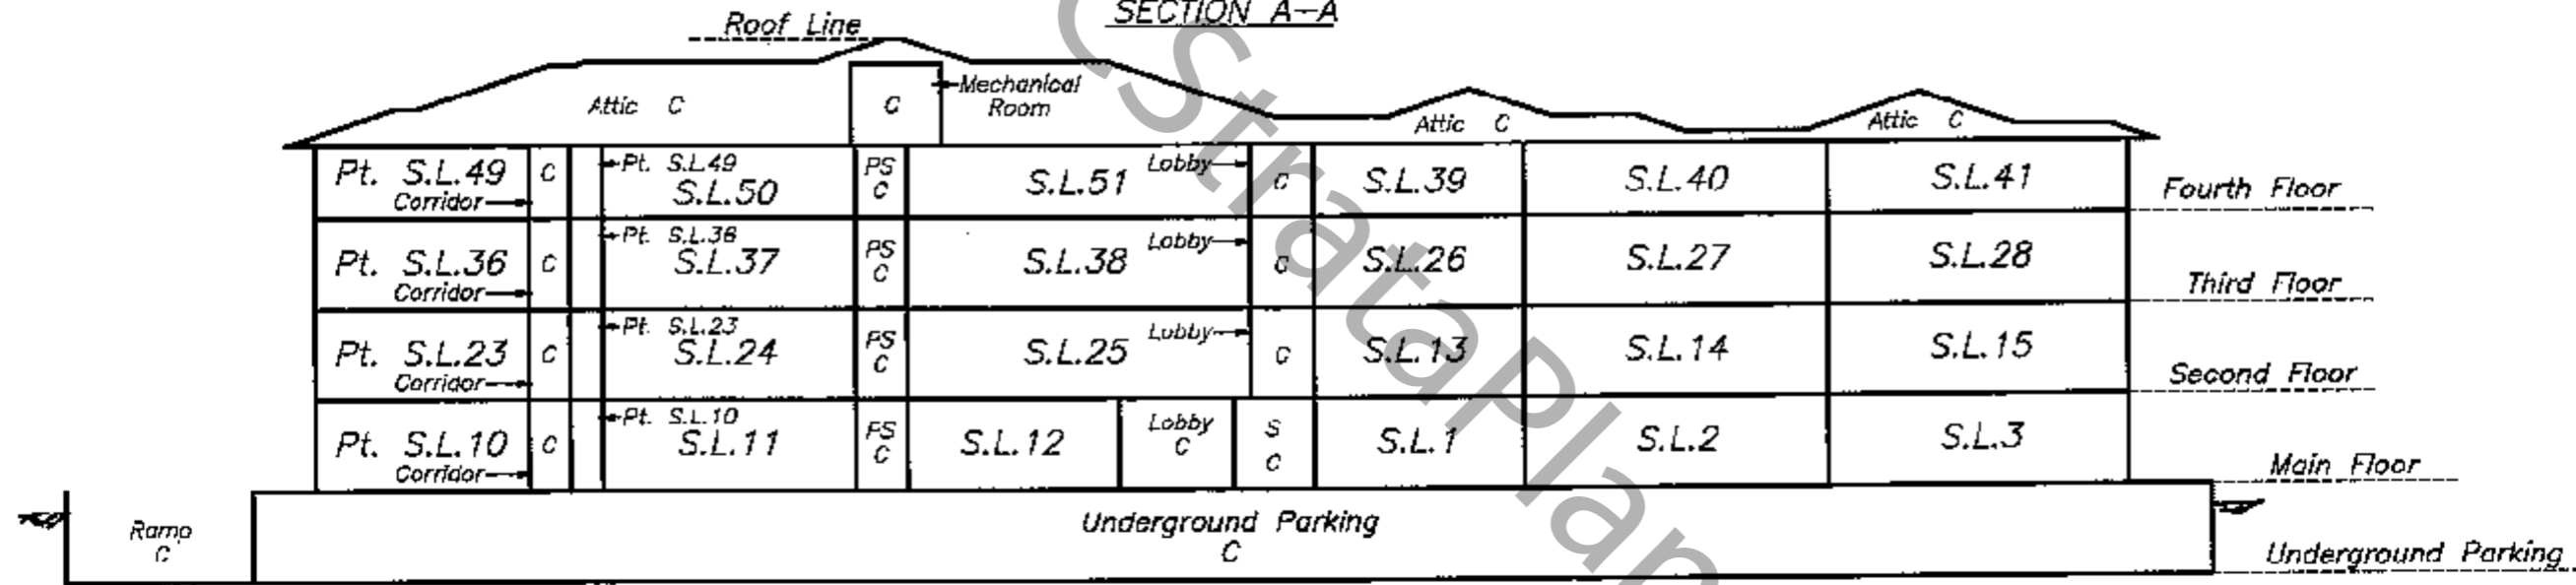 SECTION A-A
Roof Line
Mechanical
Room
Attic C
C
Attic C
Attic C
Pt. S.L.49
Corridor
C
Pt. S.L.49
S.L.50
PS
C
S.L.51
Lobby
C
S.L.39
S.L.40
S.L.41
Fourth Floor
Pt. S.L.36
Corridor
C
Pt. S.L.36
S.L.37
PS
C
S.L.38
Lobby
C
S.L.26
S.L.27
S.L.28
Third Floor
Pt. S.L.23
Corridor
C
Pt. S.L.23
S.L.24
PS
C
S.L.25
Lobby
C
S.L.13
S.L.14
S.L.15
Second Floor
Pt. S.L.10
Corridor
C
Pt. S.L.10
S.L.11
PS
C
S.L.12
Lobby
C
S
C
S.L.1
S.L.2
S.L.3
Main Floor
Ramp
C
Underground Parking
C
Underground Parking
CStrataPlan